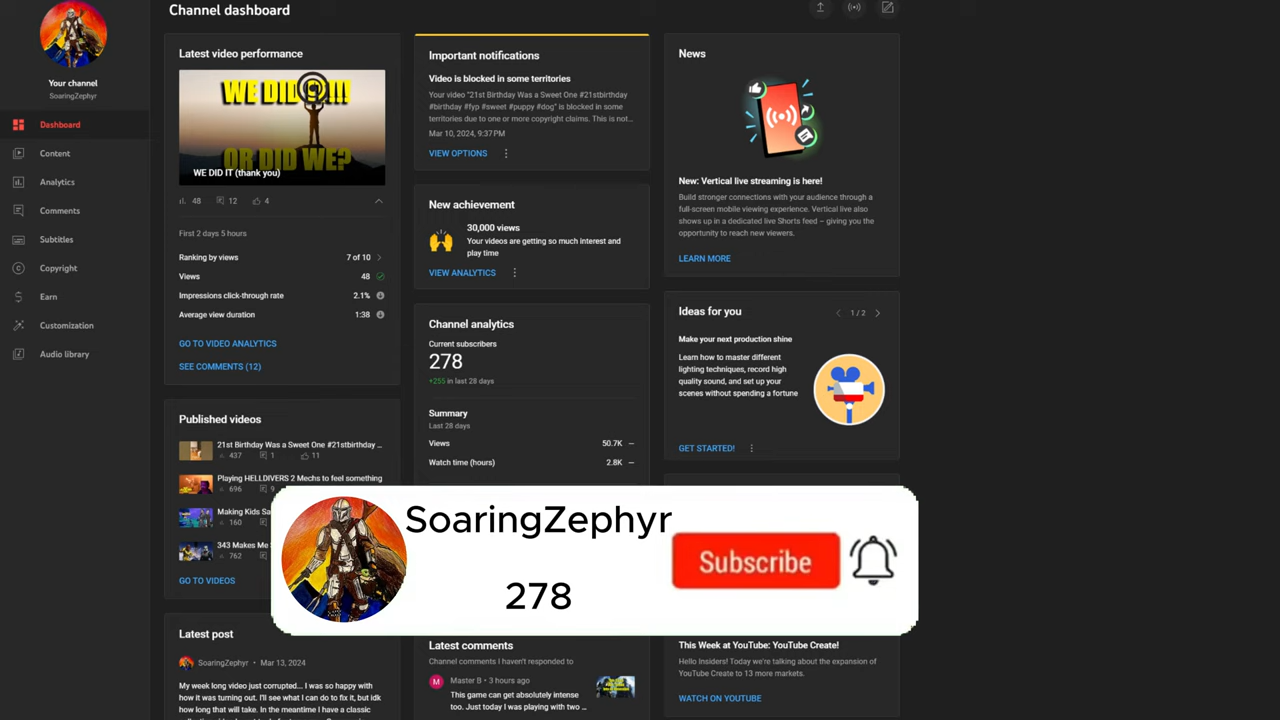 Channel dashboard
Your channel
SoaringZephyr
Dashboard
Content
Analytics
Comments
Subtitles
Copyright
Earn
Customization
Audio library
Latest video performance
WE DID IT!!!
OR DID WE?
WE DID IT (thank you)
48 12 4
First 2 days 5 hours
Ranking by views 7 of 10
Views 48
Impressions click-through rate 2.1%
Average view duration 1:38
GO TO VIDEO ANALYTICS
SEE COMMENTS (12)
Published videos
21st Birthday Was a Sweet One #21stbirthday ...
437 1 11
Playing HELLDIVERS 2 Mechs to feel something
696 9
Making Kids Sa
160
343 Makes Me
762
GO TO VIDEOS
Latest post
SoaringZephyr • Mar 13, 2024
My week long video just corrupted... I was so happy with
how it was turning out. I'll see what I can do to fix it, but idk
how long that will take. In the meantime I have a classic
Important notifications
Video is blocked in some territories
Your video "21st Birthday Was a Sweet One #21stbirthday
#birthday #fyp #sweet #puppy #dog" is blocked in some
territories due to one or more copyright claims. This is not...
Mar 10, 2024, 9:37 PM
VIEW OPTIONS
New achievement
30,000 views
Your videos are getting so much interest and
play time
VIEW ANALYTICS
Channel analytics
Current subscribers
278
+255 in last 28 days
Summary
Last 28 days
Views 50.7K —
Watch time (hours) 2.8K —
SoaringZephyr
278
Subscribe
Latest comments
Channel comments I haven't responded to
M
Master B • 3 hours ago
This game can get absolutely intense
too. Just today I was playing with two ...
News
New: Vertical live streaming is here!
Build stronger connections with your audience through a
full-screen mobile viewing experience. Vertical live also
shows up in a dedicated live Shorts feed – giving you the
opportunity to reach new viewers.
LEARN MORE
Ideas for you
1 / 2
Make your next production shine
Learn how to master different
lighting techniques, record high
quality sound, and set up your
scenes without spending a fortune
GET STARTED!
This Week at YouTube: YouTube Create!
Hello Insiders! Today we're talking about the expansion of
YouTube Create to 13 more markets.
WATCH ON YOUTUBE